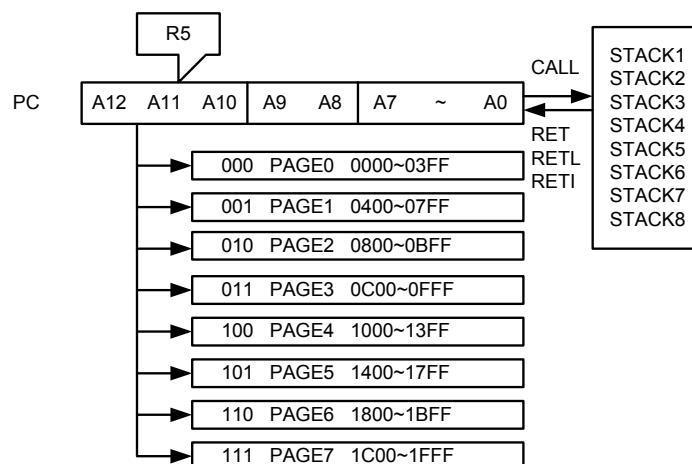 R5
PC A12 A11 A10 A9 A8 A7 ~ A0
CALL
RET
RETL
RETI
STACK1
STACK2
STACK3
STACK4
STACK5
STACK6
STACK7
STACK8
000 PAGE0 0000~03FF
001 PAGE1 0400~07FF
010 PAGE2 0800~0BFF
011 PAGE3 0C00~0FFF
100 PAGE4 1000~13FF
101 PAGE5 1400~17FF
110 PAGE6 1800~1BFF
111 PAGE7 1C00~1FFF